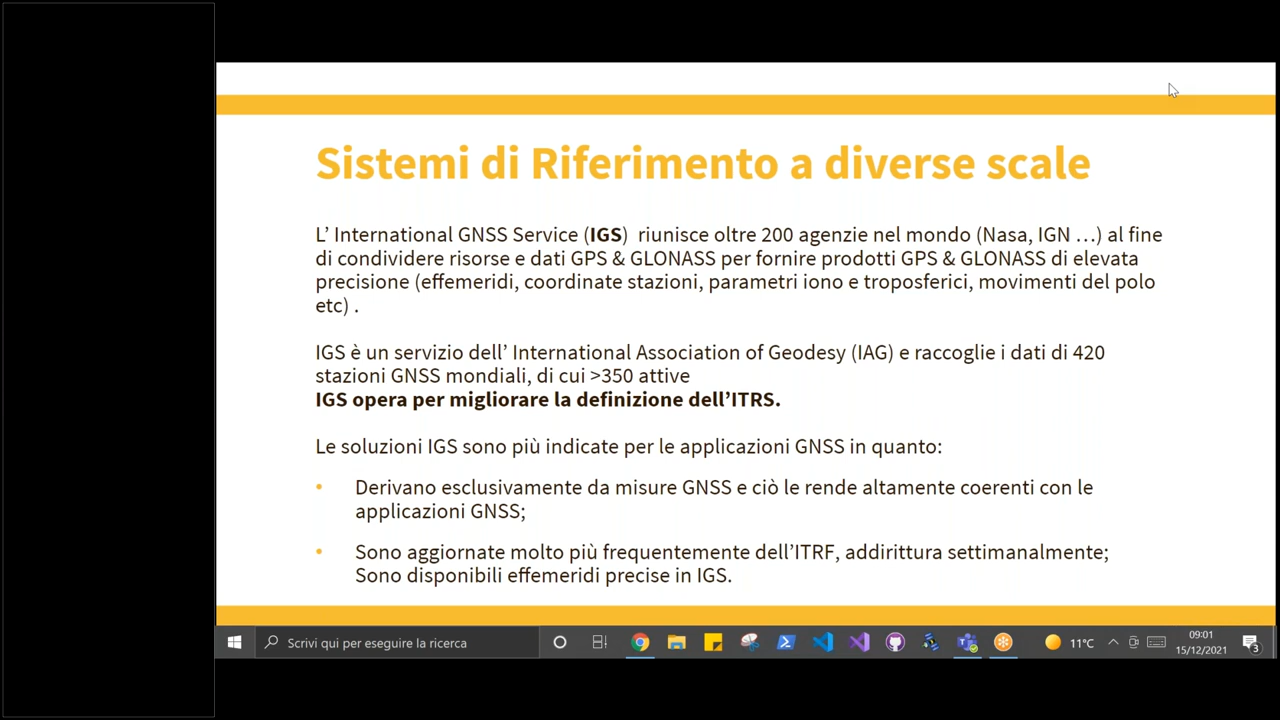 Sistemi di Riferimento a diverse scale
L’ International GNSS Service (IGS) riunisce oltre 200 agenzie nel mondo (Nasa, IGN …) al fine
di condividere risorse e dati GPS & GLONASS per fornire prodotti GPS & GLONASS di elevata
precisione (effemeridi, coordinate stazioni, parametri iono e troposferici, movimenti del polo
etc) .
IGS è un servizio dell’ International Association of Geodesy (IAG) e raccoglie i dati di 420
stazioni GNSS mondiali, di cui >350 attive
IGS opera per migliorare la definizione dell’ITRS.
Le soluzioni IGS sono più indicate per le applicazioni GNSS in quanto:
• Derivano esclusivamente da misure GNSS e ciò le rende altamente coerenti con le
applicazioni GNSS;
• Sono aggiornate molto più frequentemente dell’ITRF, addirittura settimanalmente;
Sono disponibili effemeridi precise in IGS.
Scrivi qui per eseguire la ricerca
11°C
09:01
15/12/2021
3